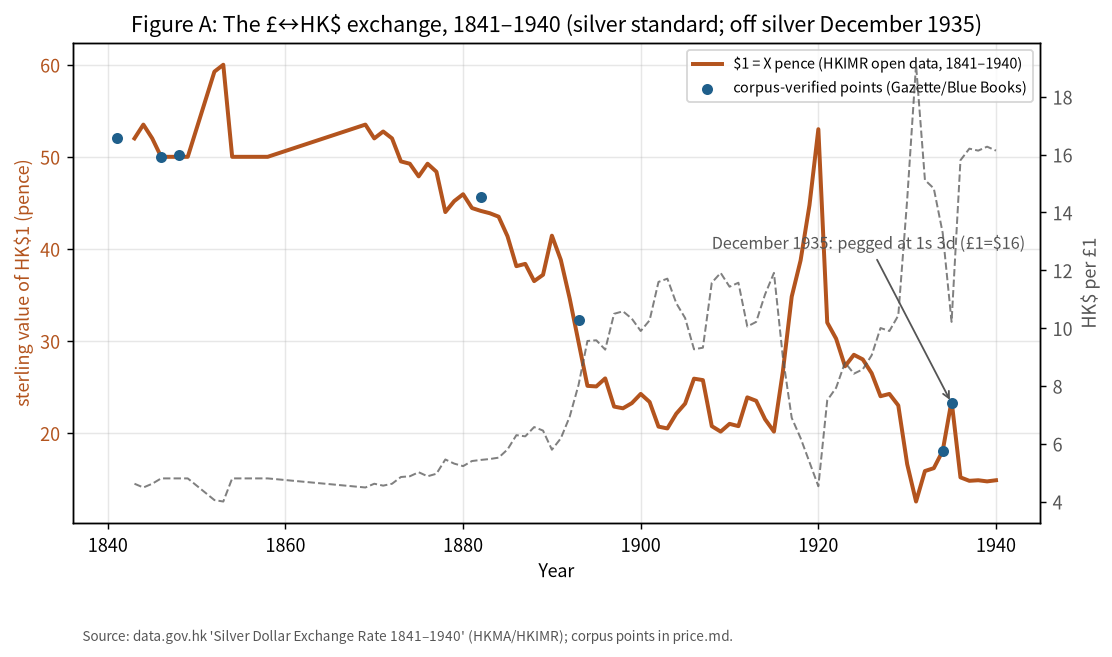 Figure A: The £↔HK$ exchange, 1841–1940 (silver standard; off silver December 1935)
$1 = X pence (HKIMR open data, 1841–1940)
corpus-verified points (Gazette/Blue Books)
sterling value of HK$1 (pence)
60
50
40
30
20
HK$ per £1
18
16
14
12
10
8
6
4
December 1935: pegged at 1s 3d (£1=$16)
1840
1860
1880
1900
1920
1940
Year
Source: data.gov.hk 'Silver Dollar Exchange Rate 1841–1940' (HKMA/HKIMR); corpus points in price.md.